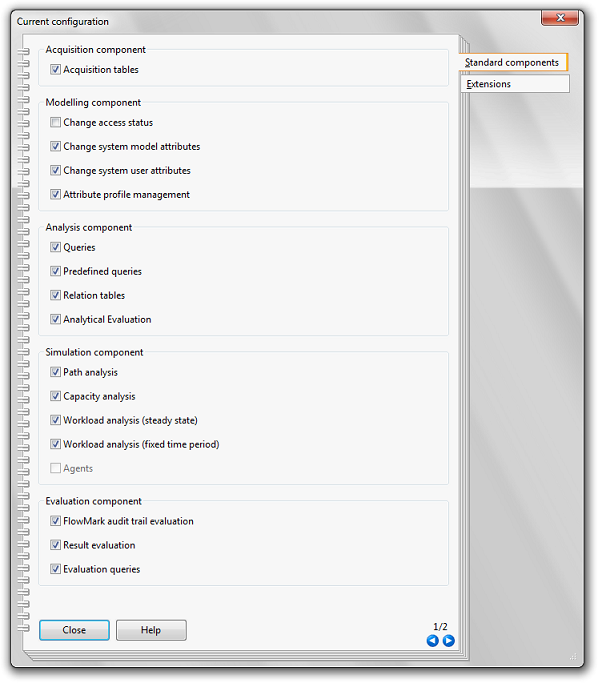 Current configuration
Standard components
Extensions
Acquisition component
Acquisition tables
Modelling component
Change access status
Change system model attributes
Change system user attributes
Attribute profile management
Analysis component
Queries
Predefined queries
Relation tables
Analytical Evaluation
Simulation component
Path analysis
Capacity analysis
Workload analysis (steady state)
Workload analysis (fixed time period)
Agents
Evaluation component
FlowMark audit trail evaluation
Result evaluation
Evaluation queries
Close Help
1/2